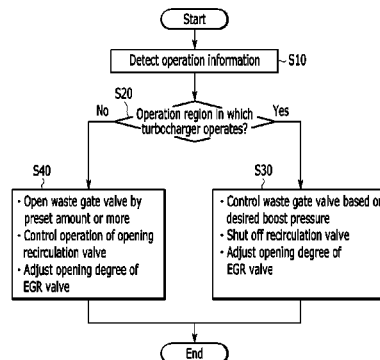 Start
Detect operation information
S10
S20
Operation region in which
turbocharger operates?
No
Yes
S40
· Open waste gate valve by
preset amount or more
· Control operation of opening
recirculation valve
· Adjust opening degree of
EGR valve
S30
· Control waste gate valve based on
desired boost pressure
· Shut off recirculation valve
· Adjust opening degree of
EGR valve
End